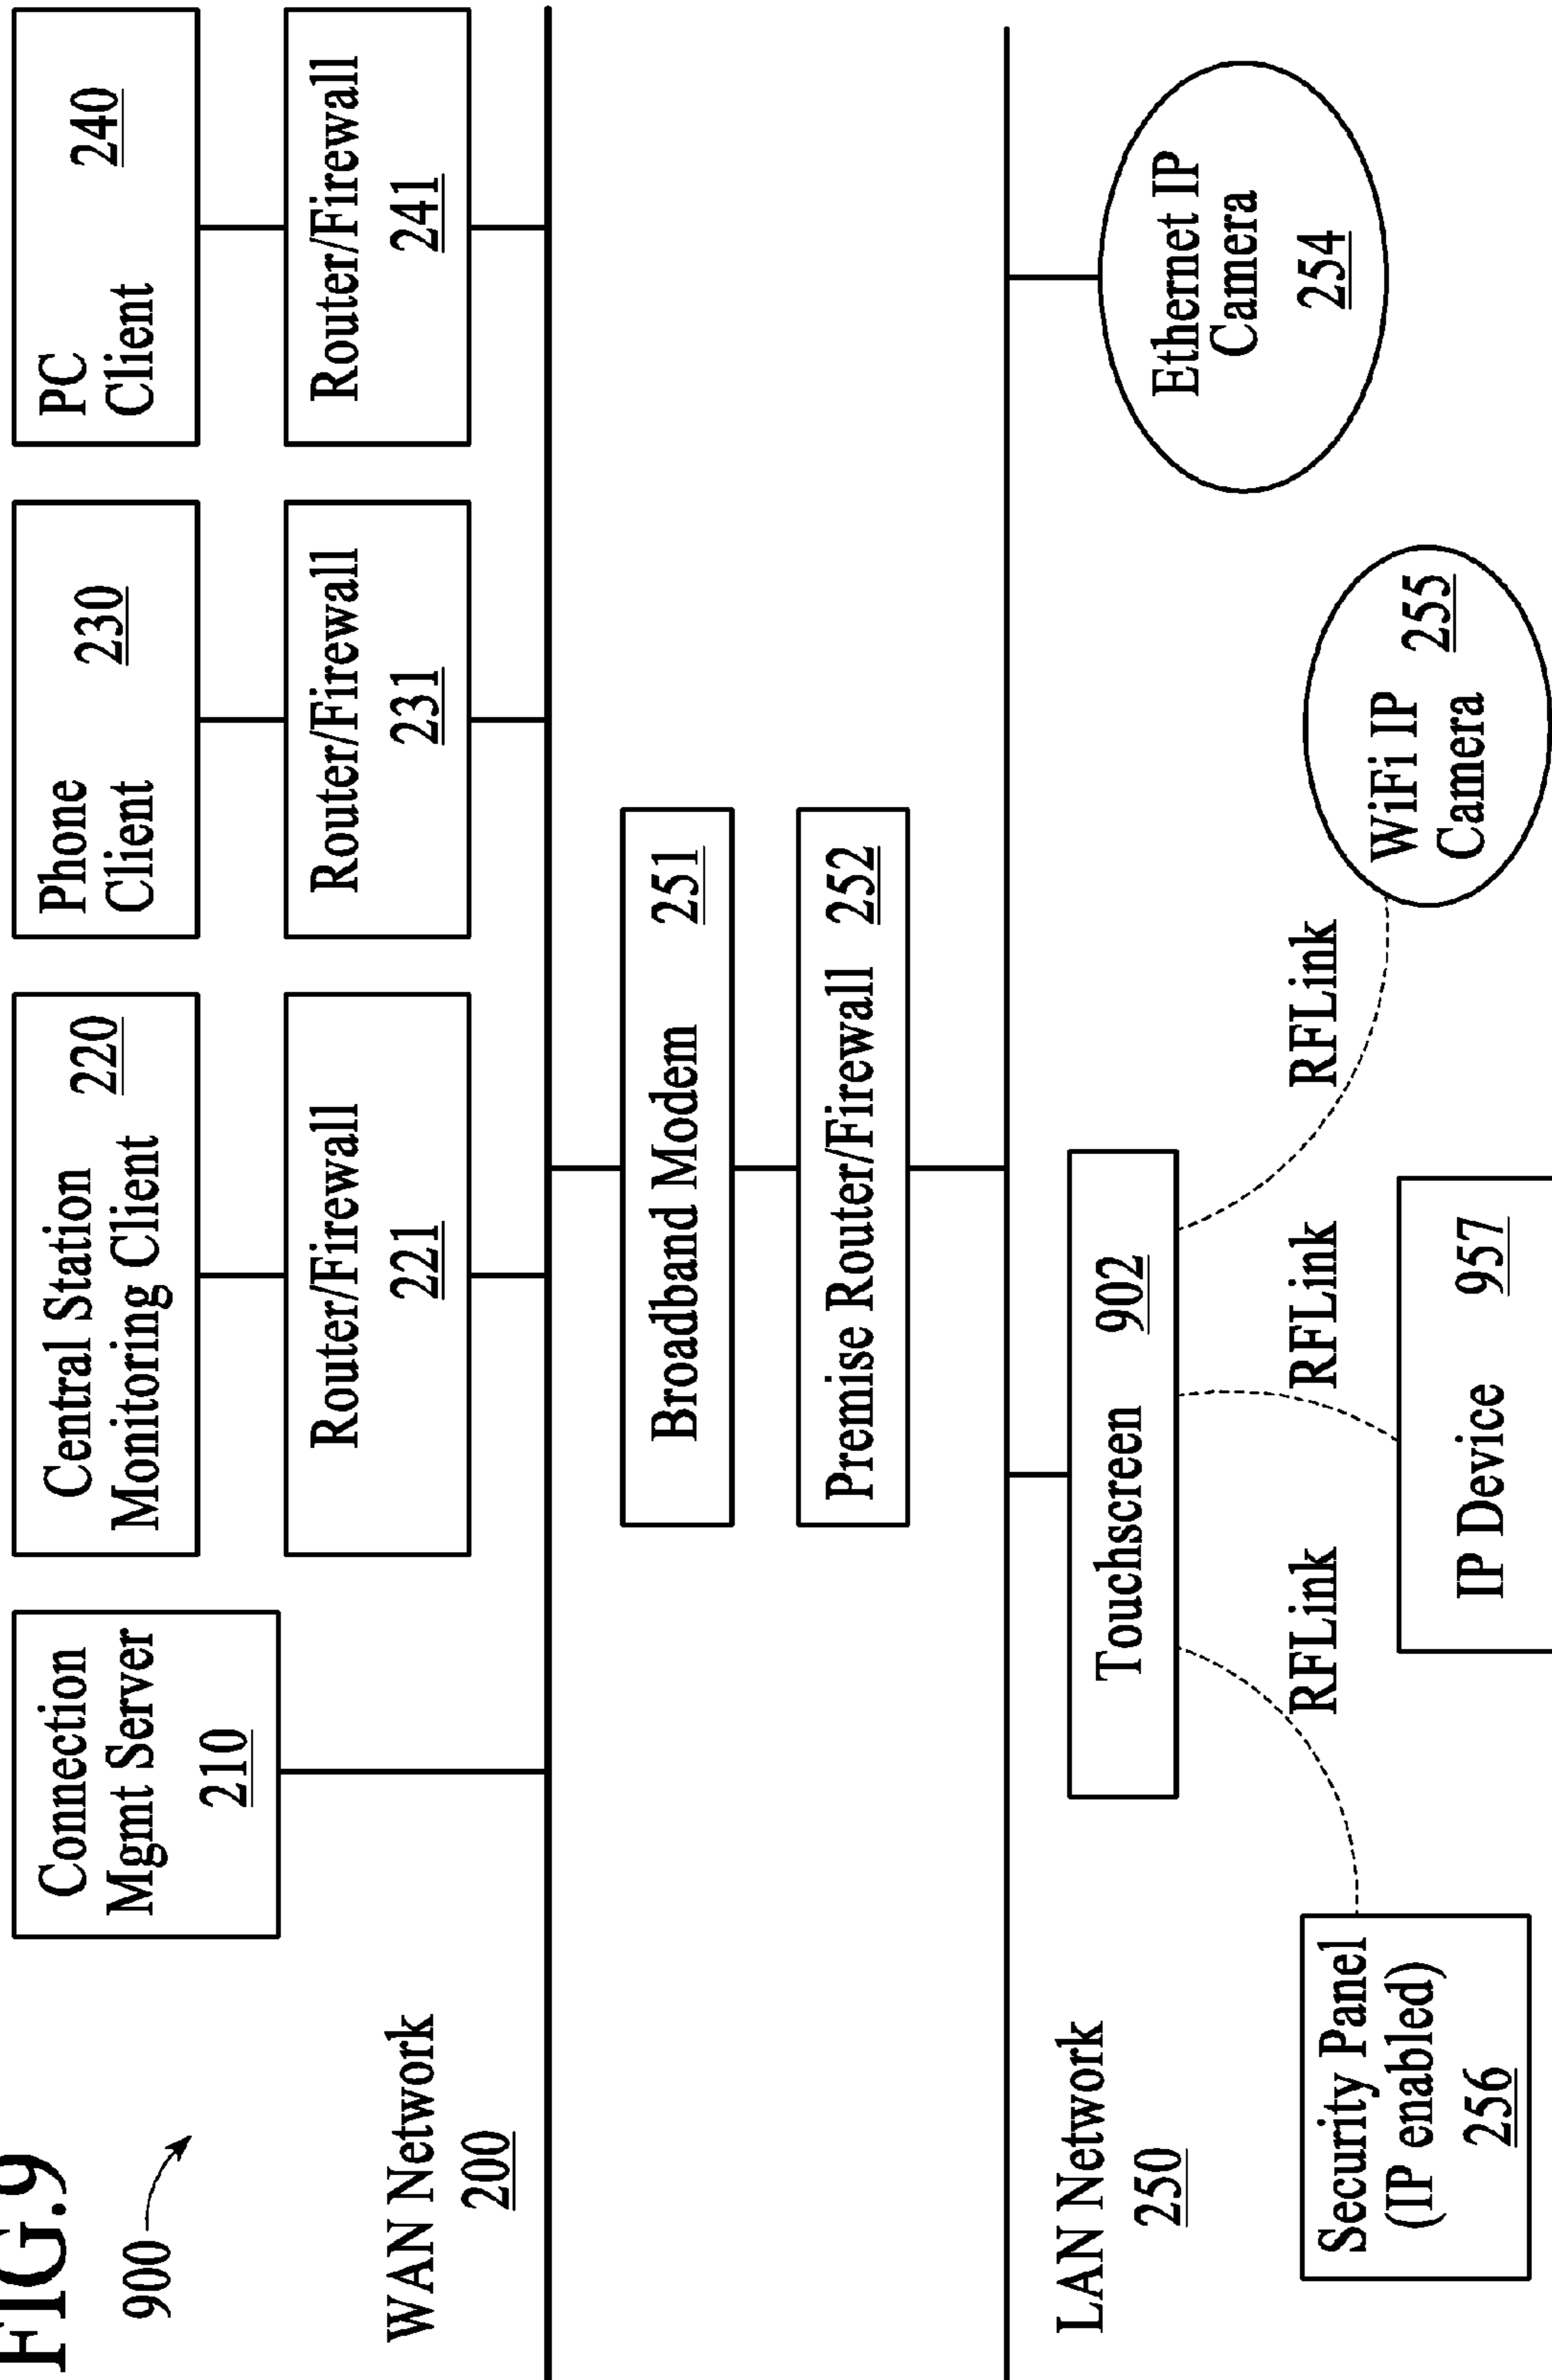 FIG.9
900
Connection
Mgmt Server
210
Central Station
Monitoring Client
220
Phone
Client
230
PC
Client
240
Router/Firewall
221
Router/Firewall
231
Router/Firewall
241
WAN Network
200
Broadband Modem
251
Premise Router/Firewall 252
LAN Network
250
Touchscreen
902
Ethernet IP
Camera
254
RFLink
RFLink
RFLink
Security Panel
(IP enabled)
256
IP Device
957
WiFi IP
Camera
255